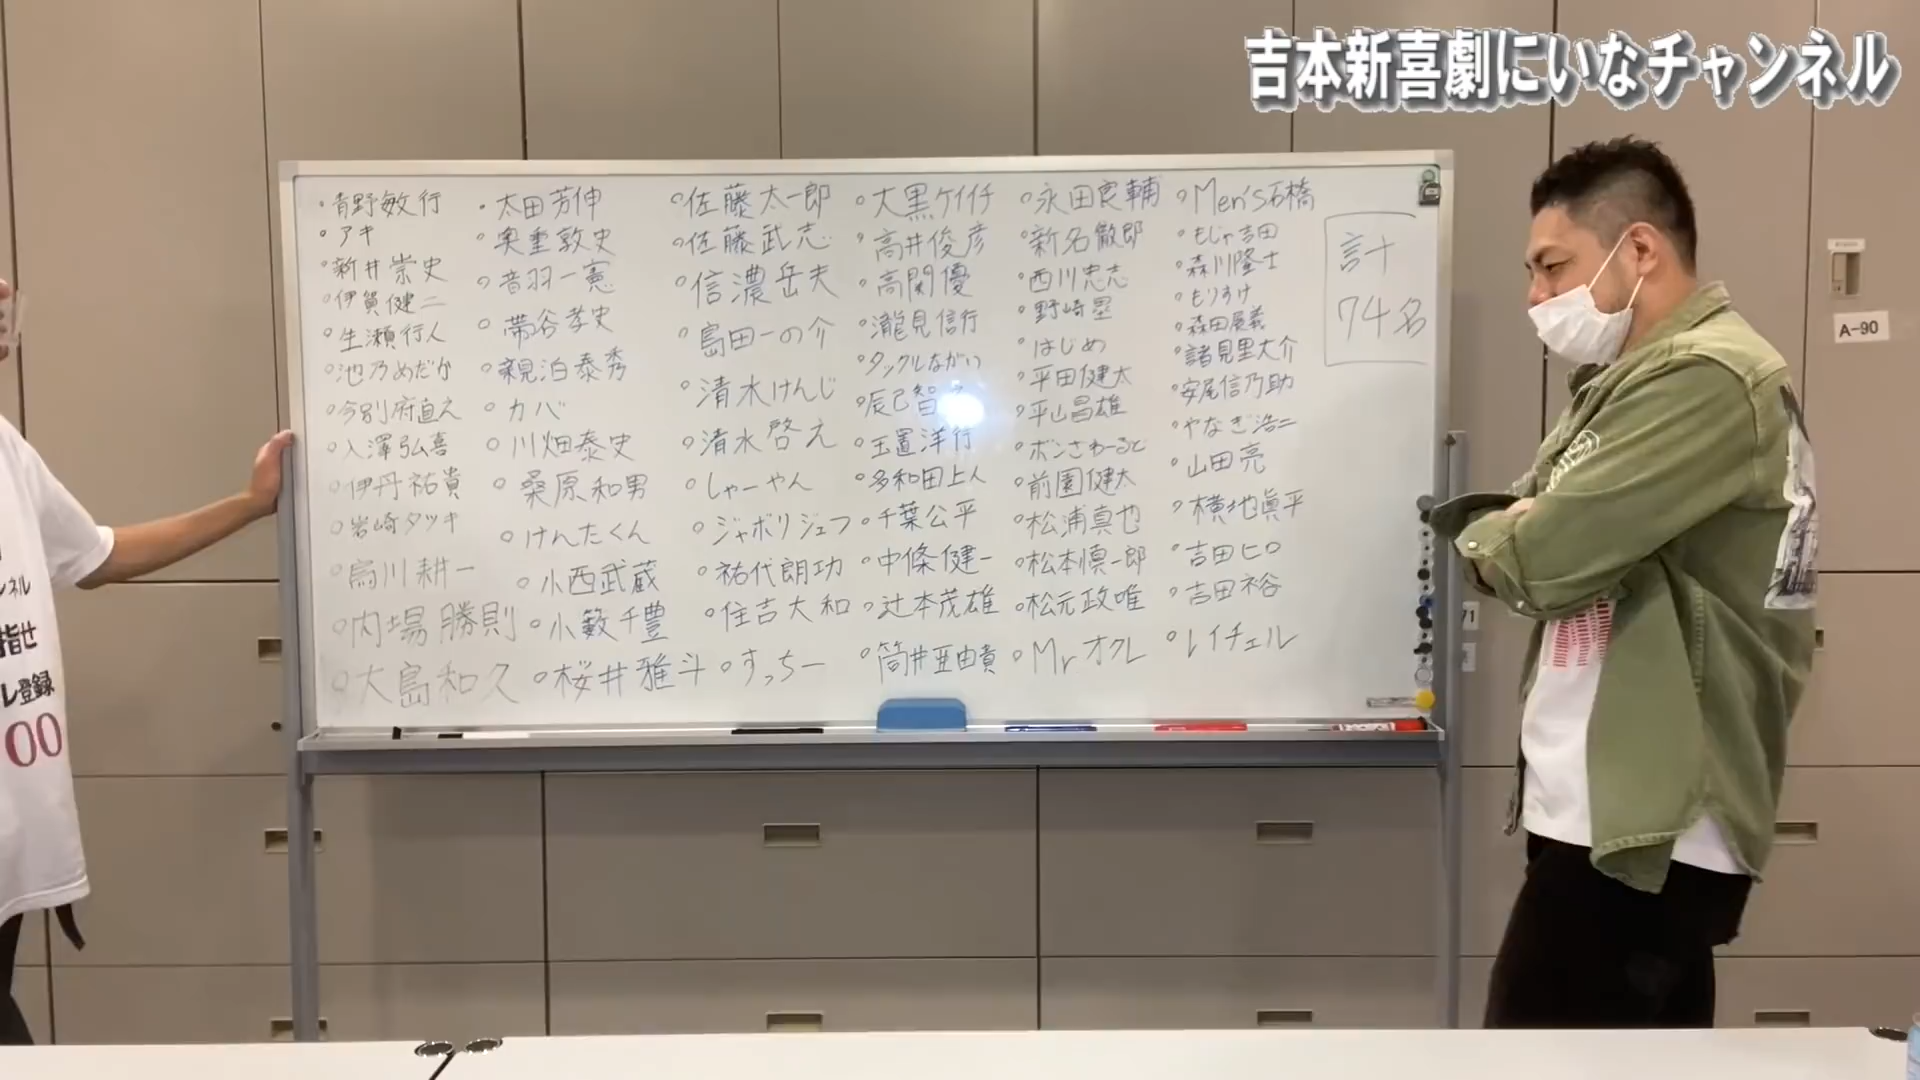 吉本新喜劇にいなチャンネル
青野敏行
アキ
新井崇史
伊賀健二
生瀬行人
池乃めだか
今別府直之
入澤弘喜
伊丹祐貴
岩崎タツキ
烏川耕一
内場勝則
大島和久
太田芳伸
奥重敦史
音羽一憲
帯谷孝史
親泊泰秀
カバ
川畑泰史
桑原和男
けんたくん
小西武蔵
小籔千豊
桜井雅斗
佐藤太一郎
佐藤武志
信濃岳夫
島田一の介
清水けんじ
清水啓之
しゃーやん
ジャボリジェフ
祐代朗功
住吉大和
すっちー
大黒ケイイチ
高井俊彦
高関優
瀧見信行
タックルながい
辰己智
玉置洋行
多和田上人
千葉公平
中條健一
辻本茂雄
筒井亜由貴
永田良輔
新名徹郎
西川忠志
野崎塁
はじめ
平田健太
平山昌雄
ボンざわーるど
前園健太
松浦真也
松本慎一郎
松元政唯
Mrオクレ
Men's石橋
もじゃ吉田
森川隆士
もりすけ
森田展義
諸見里大介
安尾信乃助
やなぎ浩二
山田亮
横地眞平
吉田ヒロ
吉田裕
レイチェル
計
74名
A-90
71
指せ
登録
00